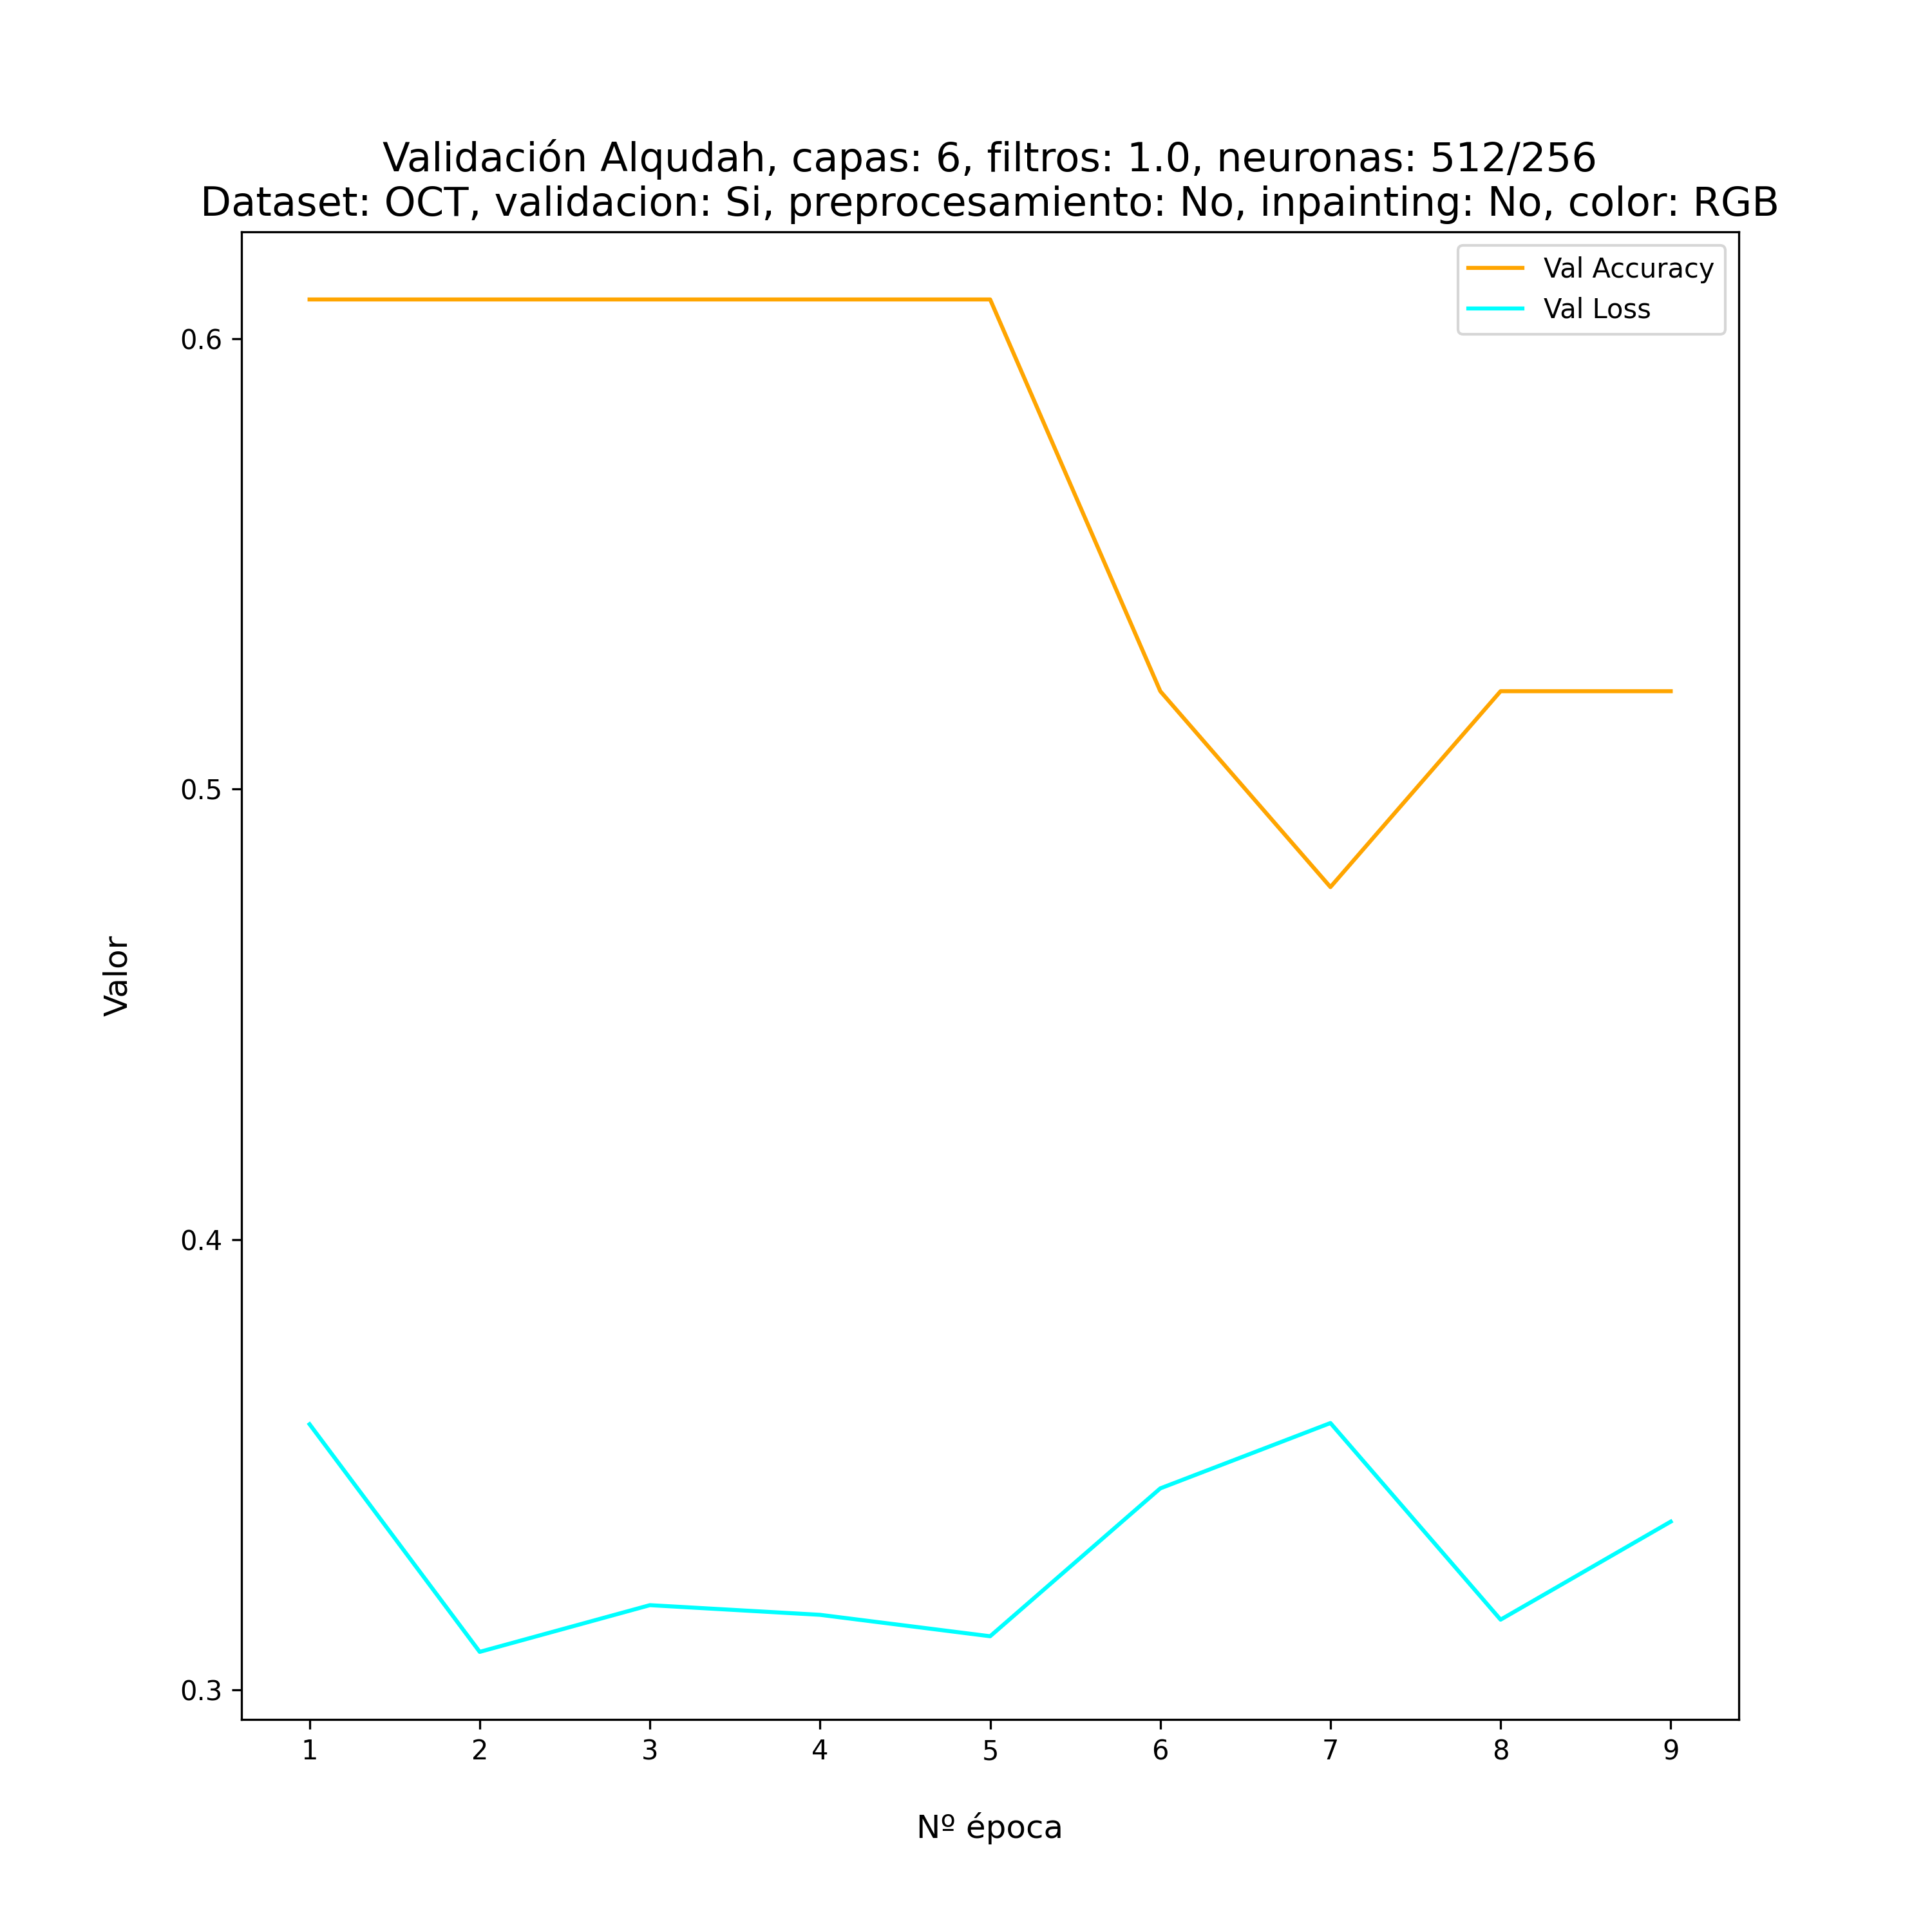 Validación Alqudah, capas: 6, filtros: 1.0, neuronas: 512/256
Dataset: OCT, validacion: Si, preprocesamiento: No, inpainting: No, color: RGB
Val Accuracy
Val Loss
0.6
0.5
0.4
0.3
Valor
1 2 3 4 5 6 7 8 9
Nº época